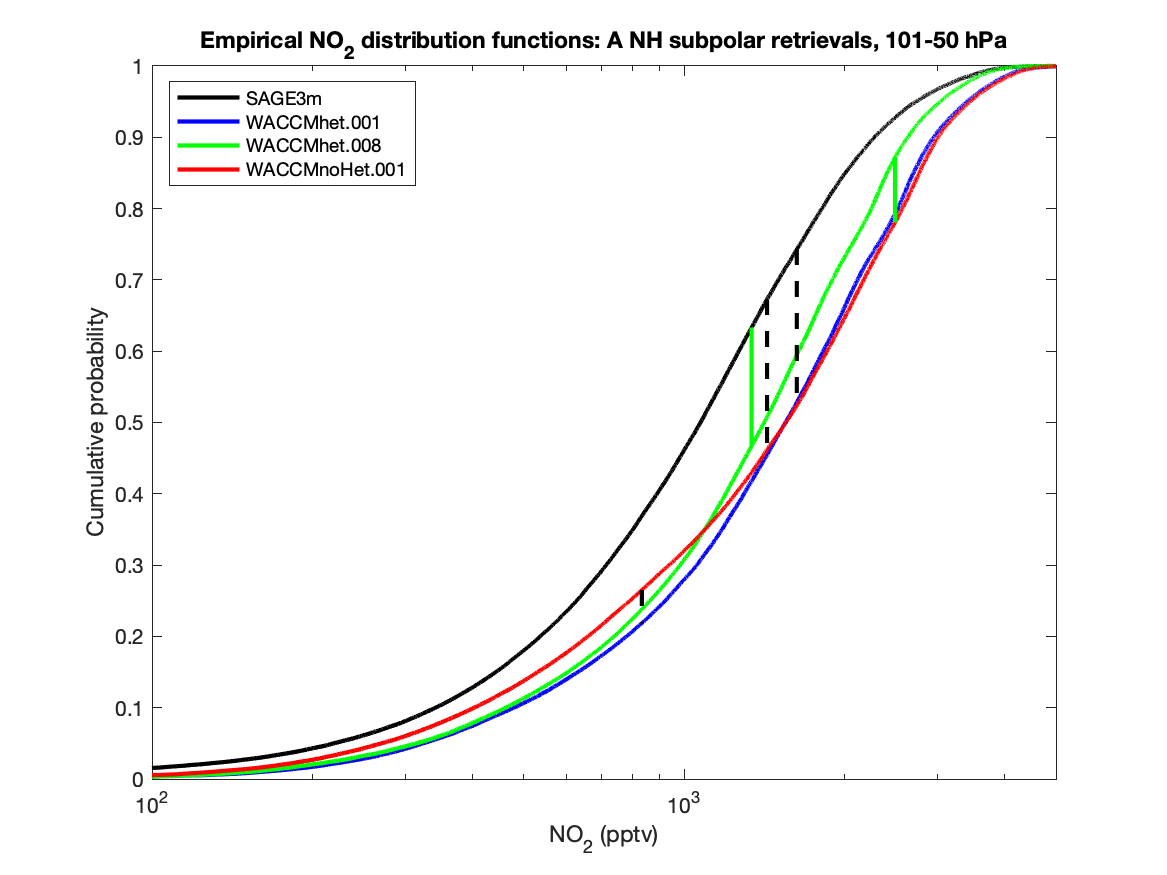 Empirical NO2 distribution functions: A NH subpolar retrievals, 101-50 hPa
SAGE3m
WACCMhet.001
WACCMhet.008
WACCMnoHet.001
1
0.9
0.8
0.7
0.6
0.5
0.4
0.3
0.2
0.1
0
Cumulative probability
10^2
10^3
NO2 (pptv)